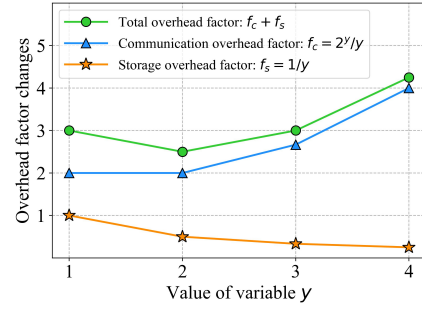 Total overhead factor: f_c + f_s
Communication overhead factor: f_c = 2^y/y
Storage overhead factor: f_s = 1/y
Overhead factor changes
5
4
3
2
1
1 2 3 4
Value of variable y